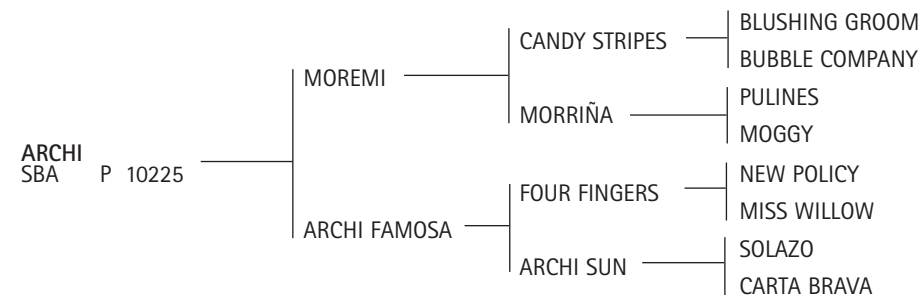 BLUSHING GROOM
CANDY STRIPES
BUBBLE COMPANY
MOREMI
PULINES
MORRIÑA
MOGGY
ARCHI
SBA P 10225
NEW POLICY
FOUR FINGERS
MISS WILLOW
ARCHI FAMOSA
SOLAZO
ARCHI SUN
CARTA BRAVA